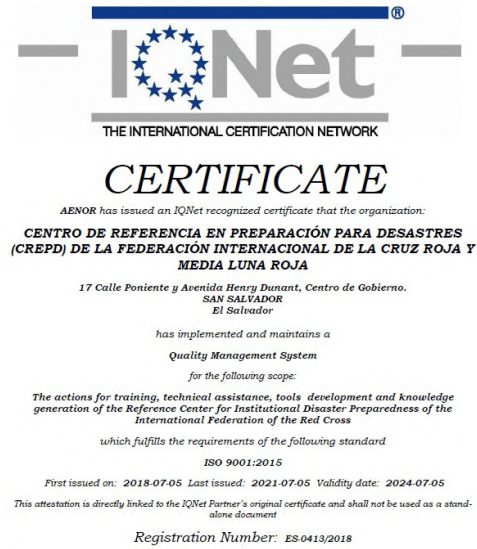 IQNet®
THE INTERNATIONAL CERTIFICATION NETWORK
CERTIFICATE
AENOR has issued an IQNet recognized certificate that the organization:
CENTRO DE REFERENCIA EN PREPARACIÓN PARA DESASTRES
(CREPD) DE LA FEDERACIÓN INTERNACIONAL DE LA CRUZ ROJA Y
MEDIA LUNA ROJA
17 Calle Poniente y Avenida Henry Dunant, Centro de Gobierno.
SAN SALVADOR
El Salvador
has implemented and maintains a
Quality Management System
for the following scope:
The actions for training, technical assistance, tools development and knowledge
generation of the Reference Center for Institutional Disaster Preparedness of the
International Federation of the Red Cross
which fulfills the requirements of the following standard
ISO 9001:2015
First issued on: 2018-07-05 Last issued: 2021-07-05 Validity date: 2024-07-05
This attestation is directly linked to the IQNet Partner's original certificate and shall not be used as a stand-
alone document
Registration Number: ES-0413/2018